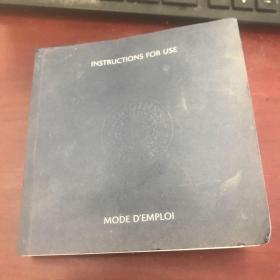 INSTRUCTIONS FOR USE
MODE D'EMPLOI